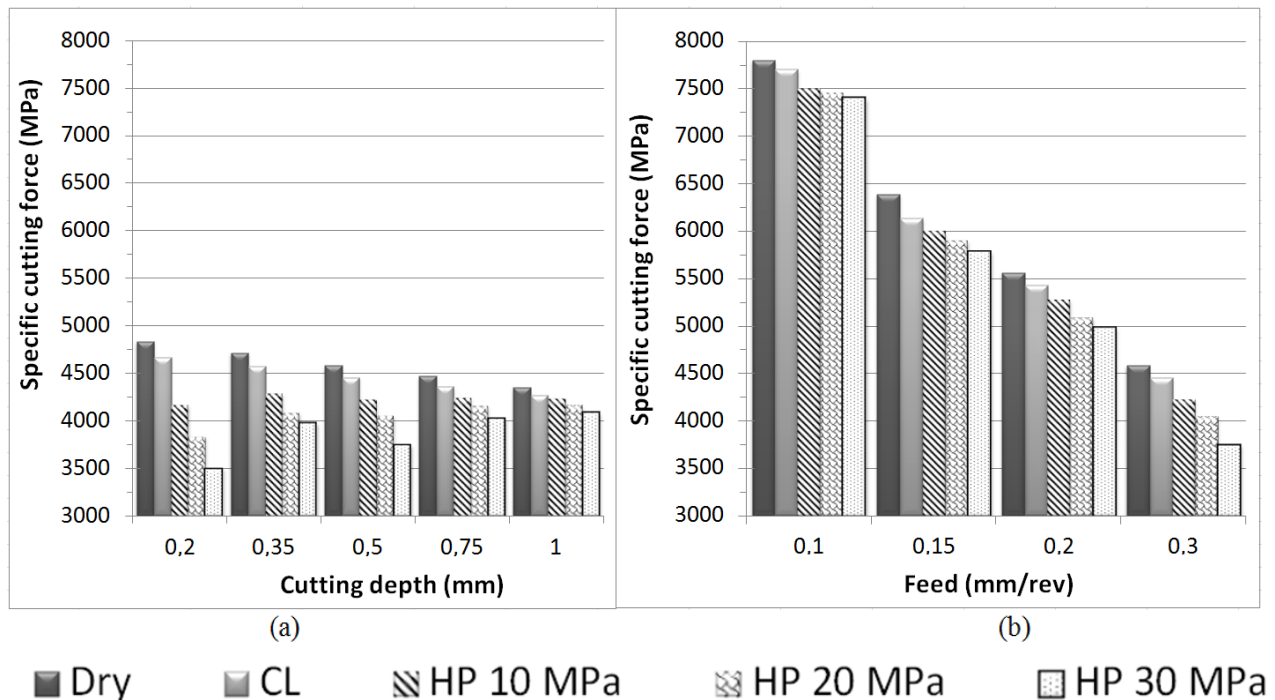 Specific cutting force (MPa)
8000
7500
7000
6500
6000
5500
5000
4500
4000
3500
3000
0,2 0,35 0,5 0,75 1
Cutting depth (mm)
(a)
Specific cutting force (MPa)
8000
7500
7000
6500
6000
5500
5000
4500
4000
3500
3000
0,1 0,15 0,2 0,3
Feed (mm/rev)
(b)
Dry CL HP 10 MPa HP 20 MPa HP 30 MPa